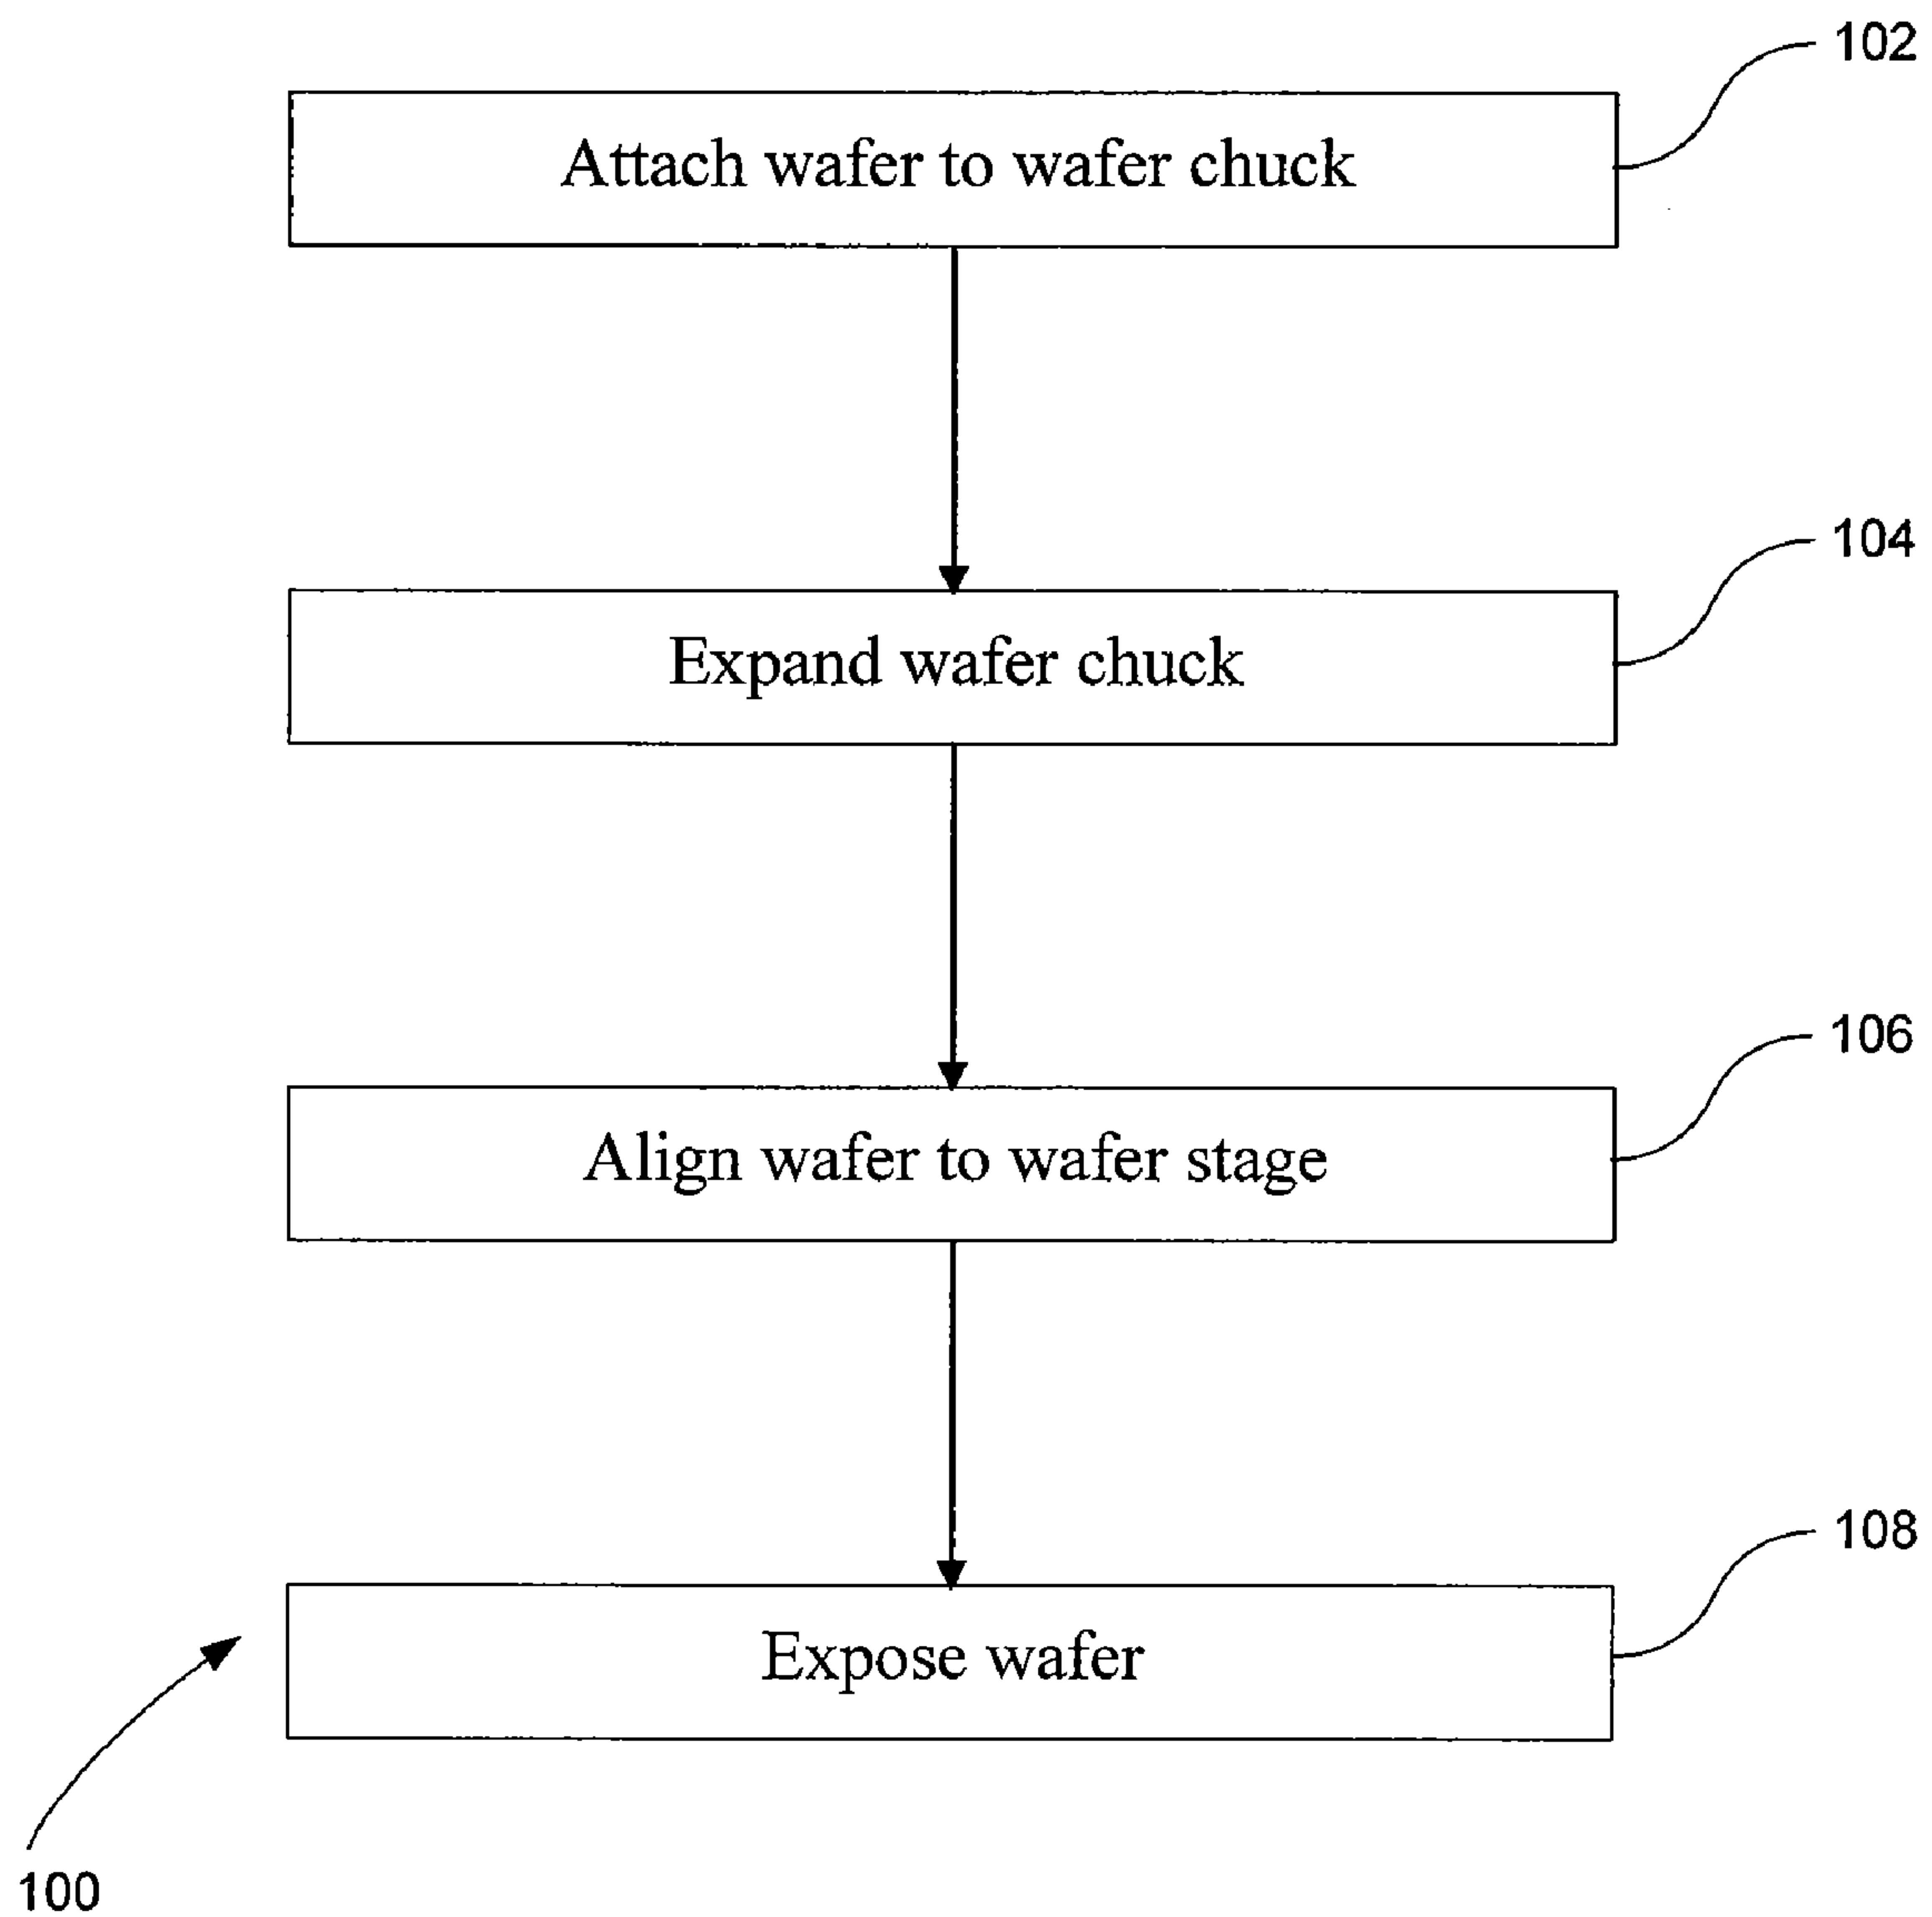 102
Attach wafer to wafer chuck
104
Expand wafer chuck
106
Align wafer to wafer stage
108
Expose wafer
100